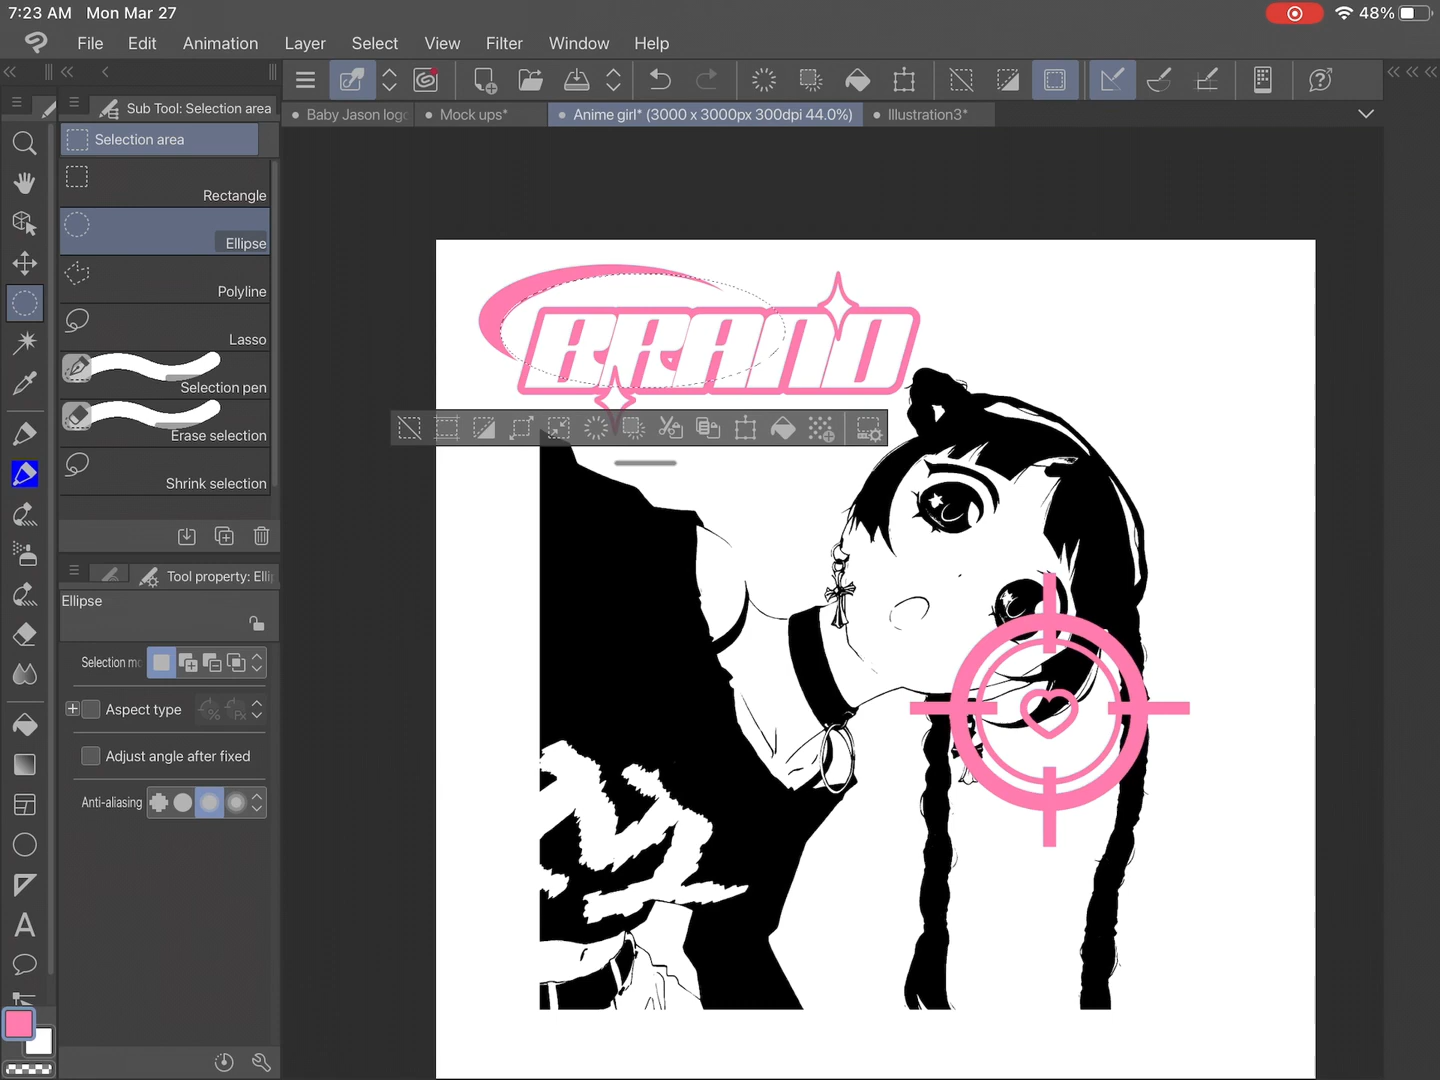 7:23 AM Mon Mar 27
48%
File Edit Animation Layer Select View Filter Window Help
Sub Tool: Selection area
Baby Jason logo
Mock ups*
Anime girl* (3000 x 3000px 300dpi 44.0%)
Illustration3*
Selection area
Rectangle
Ellipse
Polyline
Lasso
Selection pen
Erase selection
Shrink selection
Tool property: Elli
Ellipse
Selection mo
Aspect type
Adjust angle after fixed
Anti-aliasing
BRAND